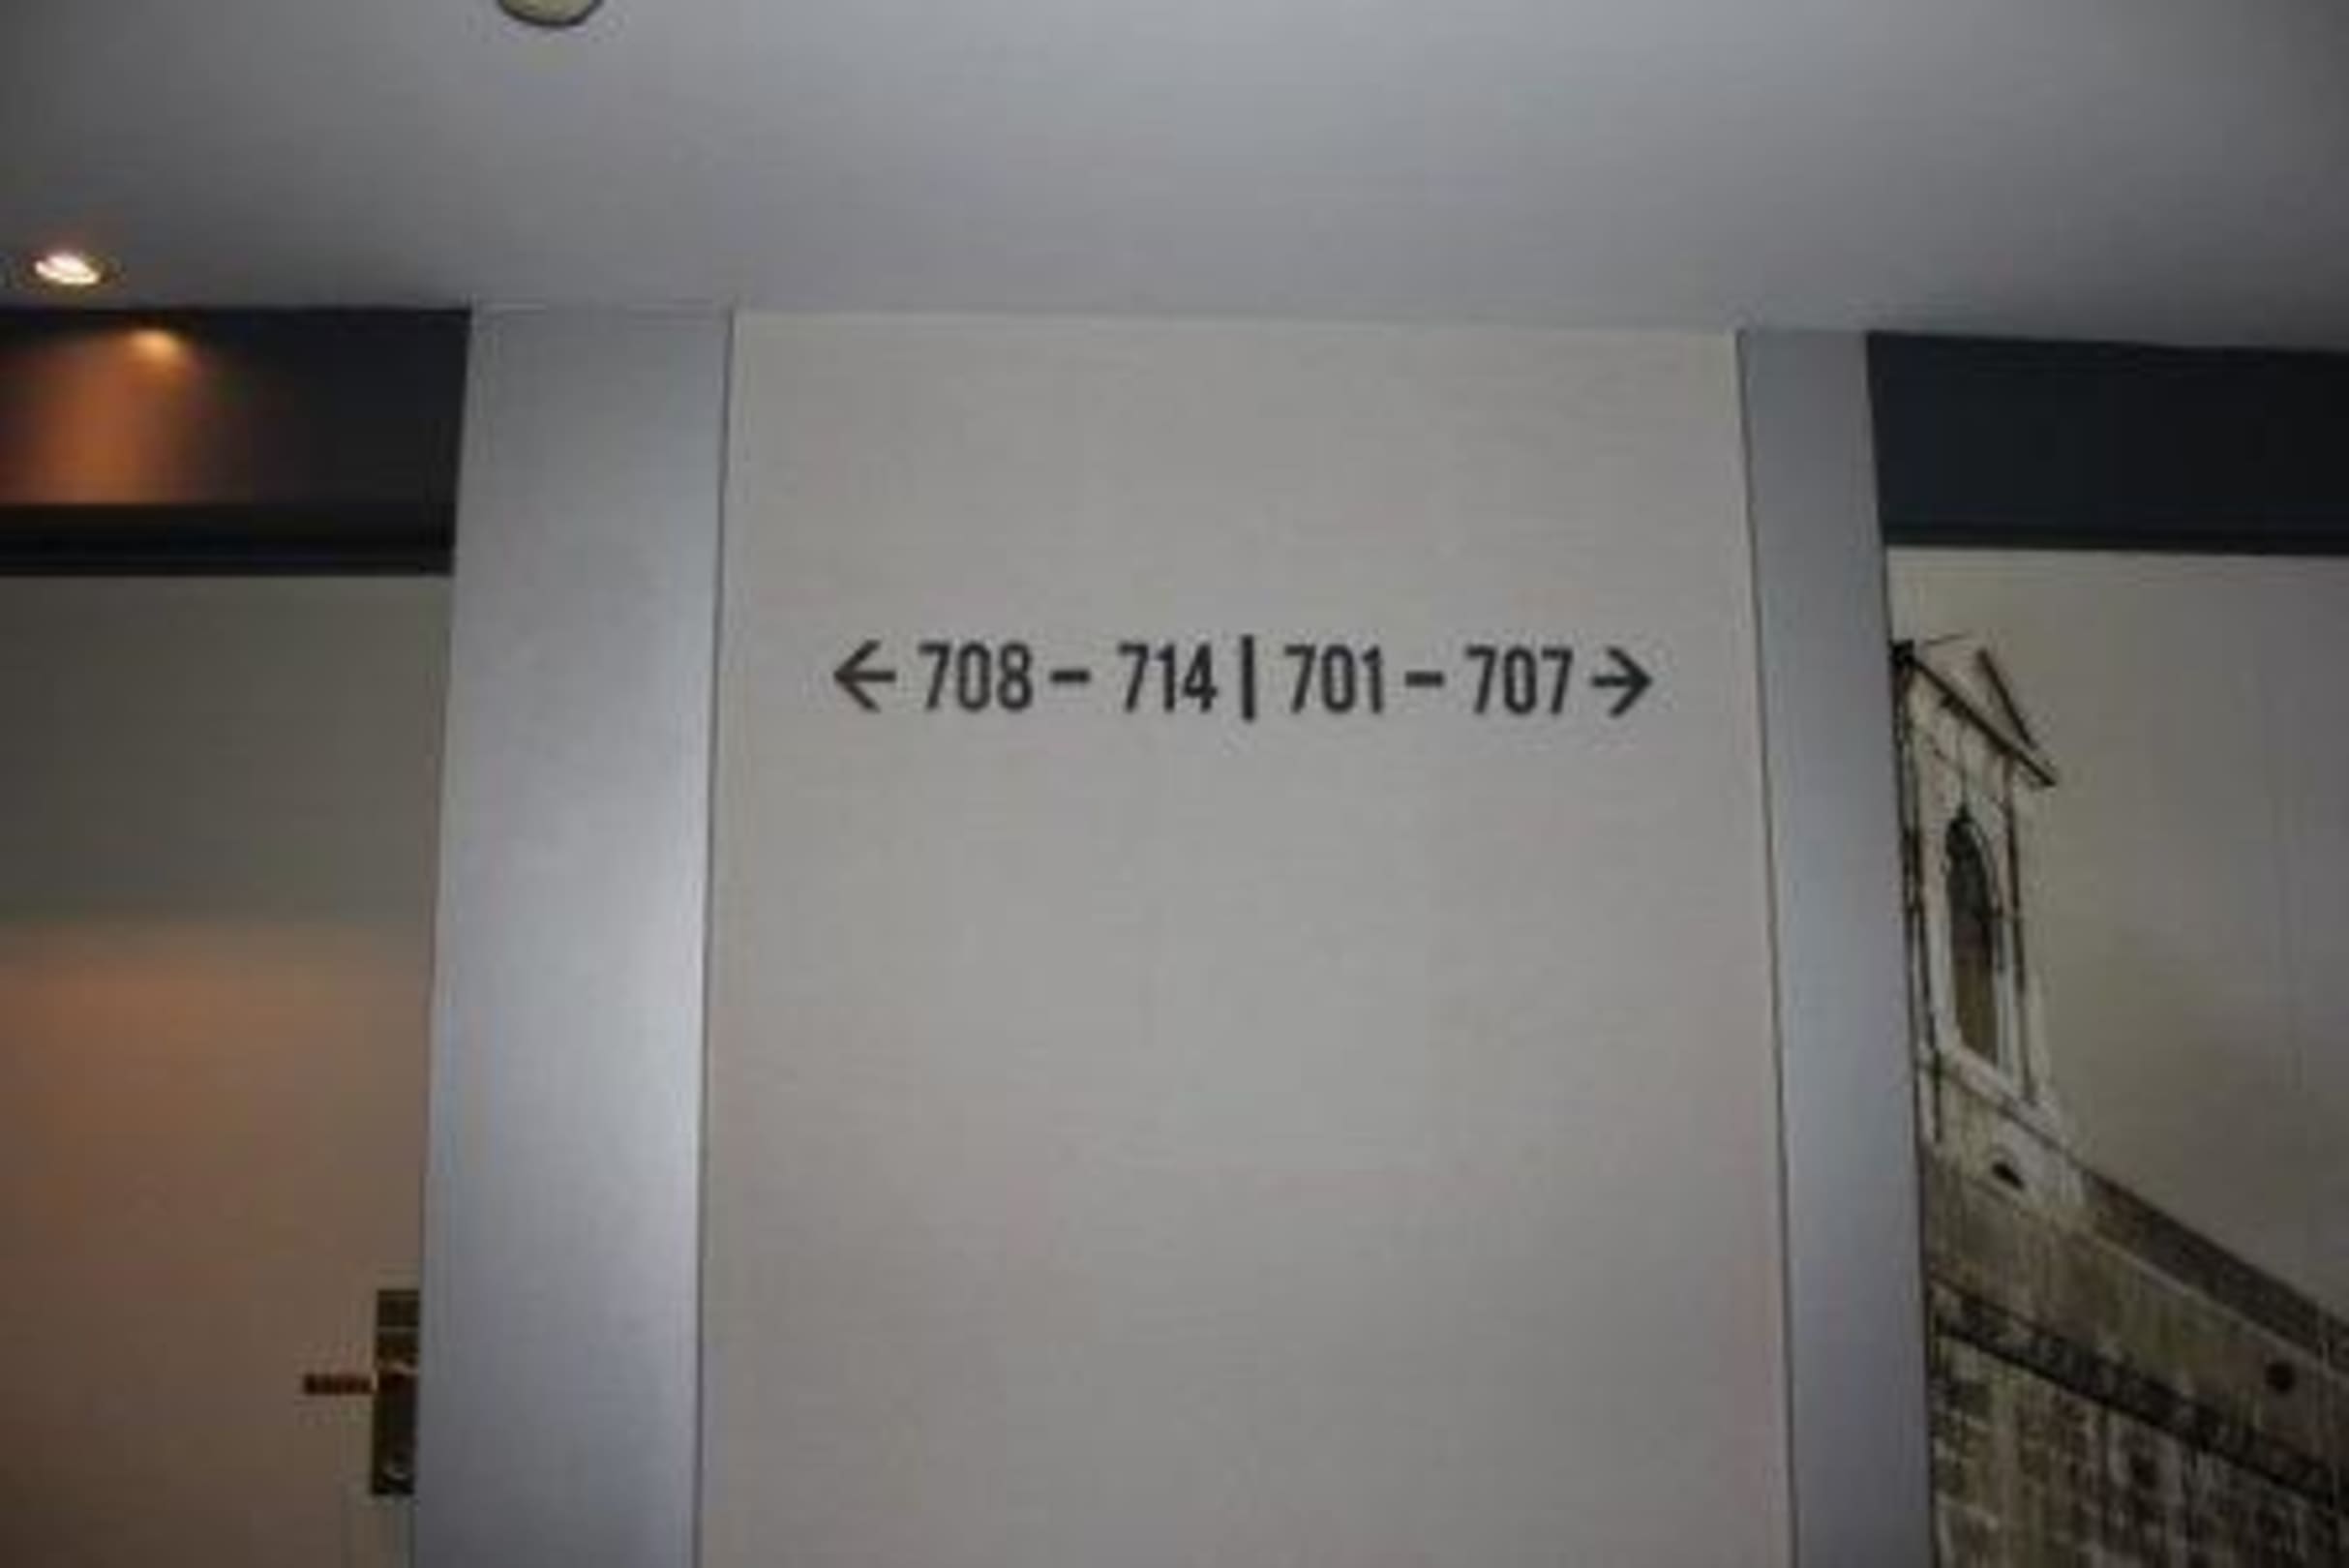 ← 708 – 714 | 701 – 707 →